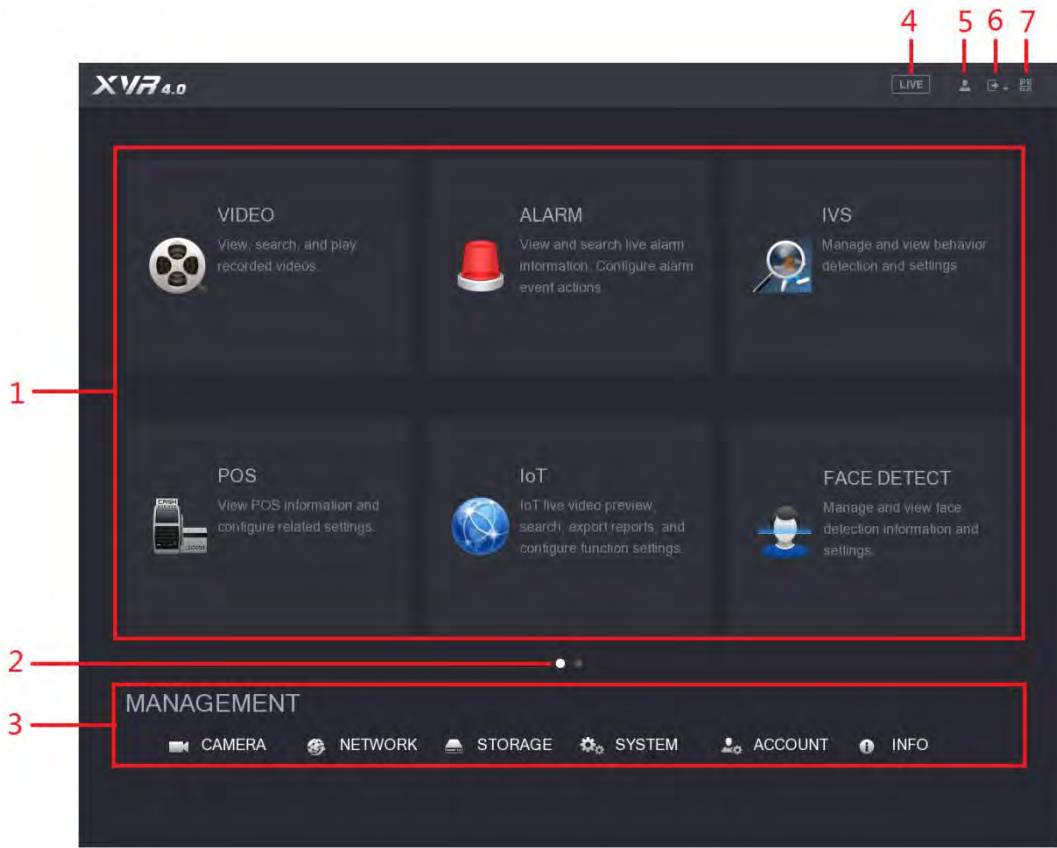 4 5 6 7
XVR 4.0
LIVE
VIDEO
View, search, and play
recorded videos.
ALARM
View and search live alarm
information. Configure alarm
event actions.
IVS
Manage and view behavior
detection and settings
1
POS
View POS information and
configure related settings.
IoT
IoT live video preview
search, export reports, and
configure function settings.
FACE DETECT
Manage and view face
detection information and
settings.
2
MANAGEMENT
3
CAMERA NETWORK STORAGE SYSTEM ACCOUNT INFO